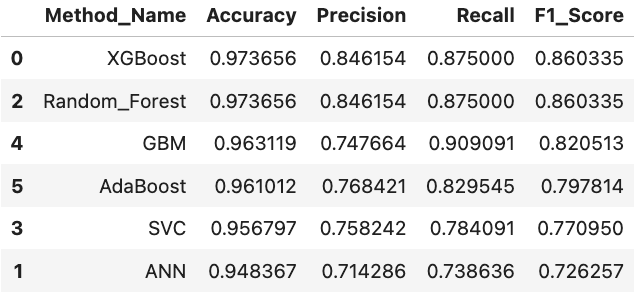 Method_Name Accuracy Precision Recall F1_Score
0 XGBoost 0.973656 0.846154 0.875000 0.860335
2 Random_Forest 0.973656 0.846154 0.875000 0.860335
4 GBM 0.963119 0.747664 0.909091 0.820513
5 AdaBoost 0.961012 0.768421 0.829545 0.797814
3 SVC 0.956797 0.758242 0.784091 0.770950
1 ANN 0.948367 0.714286 0.738636 0.726257